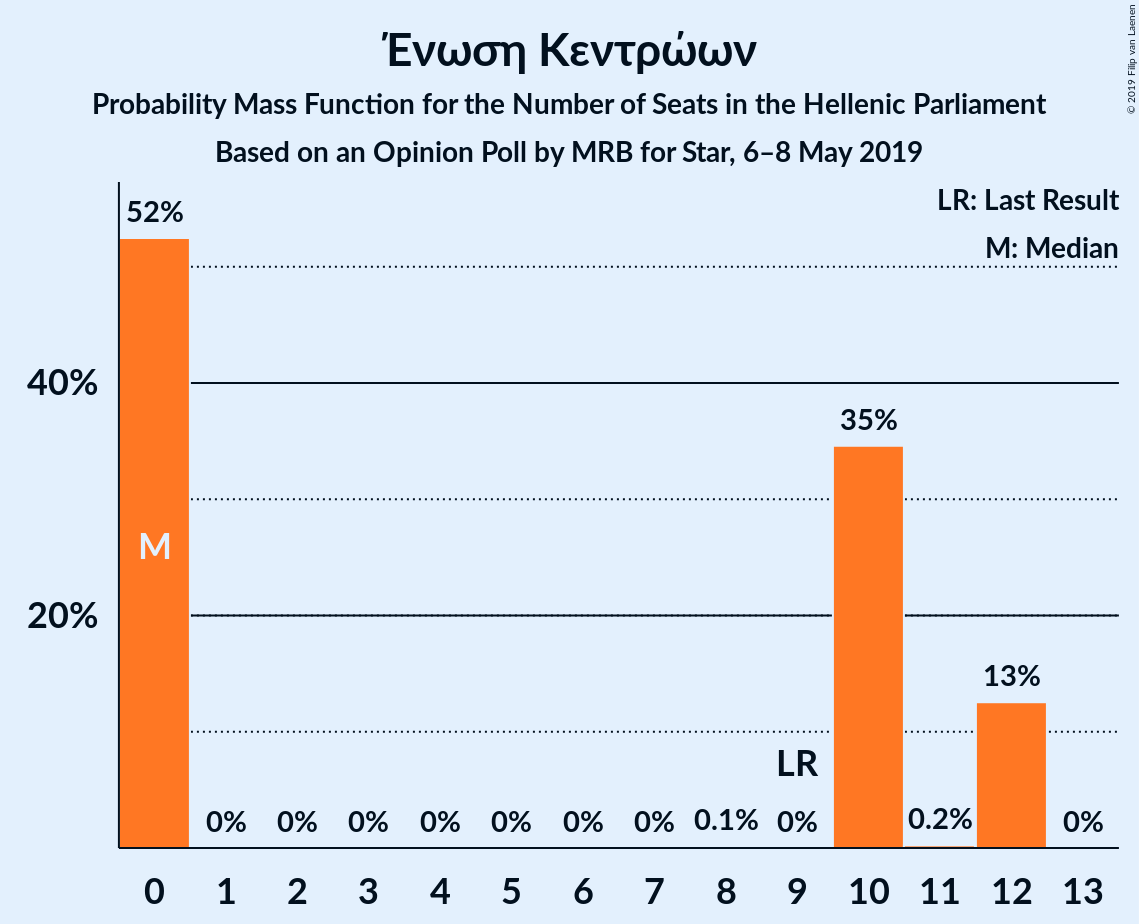 Ένωση Κεντρώων
Probability Mass Function for the Number of Seats in the Hellenic Parliament
Based on an Opinion Poll by MRB for Star, 6–8 May 2019
© 2019 Filip van Laenen
LR: Last Result
M: Median
52%
40%
35%
M
20%
13%
LR
0% 0% 0% 0% 0% 0% 0% 0.1% 0% 0.2% 0%
0 1 2 3 4 5 6 7 8 9 10 11 12 13